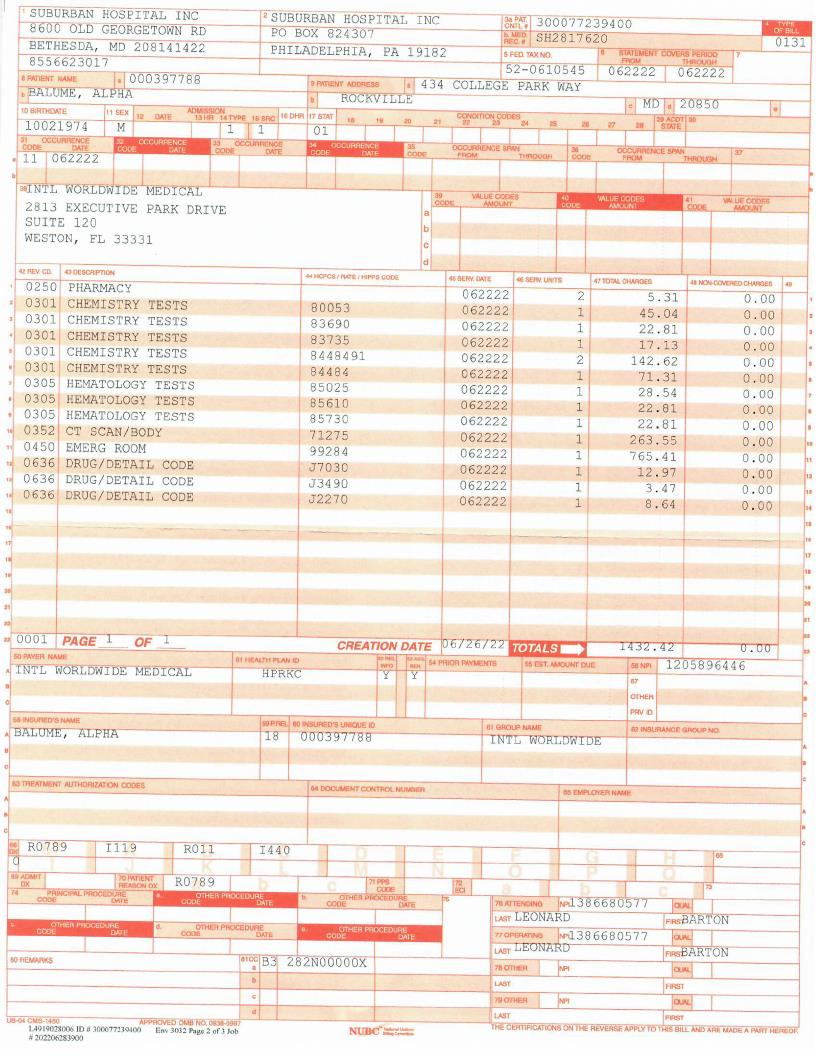 1 SUBURBAN HOSPITAL INC
8600 OLD GEORGETOWN RD
BETHESDA, MD 208141422
8556623017
2 SUBURBAN HOSPITAL INC
PO BOX 824307
PHILADELPHIA, PA 19182
3a PAT. CNTL # 300077239400
b. MED. REC. # SH2817620
4 TYPE OF BILL
0131
5 FED. TAX NO. 6 STATEMENT COVERS PERIOD FROM THROUGH 7
52-0610545 062222 062222
8 PATIENT NAME a 000397788
b BALUME, ALPHA
9 PATIENT ADDRESS a 434 COLLEGE PARK WAY
b ROCKVILLE c MD d 20850 e
10 BIRTHDATE 11 SEX 12 DATE ADMISSION 13 HR 14 TYPE 15 SRC 16 DHR 17 STAT 18 19 20 21 CONDITION CODES 22 23 24 25 26 27 28 29 ACDT STATE 30
10021974 M 1 1 01
31 OCCURRENCE CODE DATE 32 OCCURRENCE CODE DATE 33 OCCURRENCE CODE DATE 34 OCCURRENCE CODE DATE 35 CODE OCCURRENCE SPAN FROM THROUGH 36 CODE OCCURRENCE SPAN FROM THROUGH 37
a 11 062222
b
38 INTL WORLDWIDE MEDICAL
2813 EXECUTIVE PARK DRIVE
SUITE 120
WESTON, FL 33331
39 CODE VALUE CODES AMOUNT 40 CODE VALUE CODES AMOUNT 41 CODE VALUE CODES AMOUNT
a
b
c
d
42 REV. CD. 43 DESCRIPTION 44 HCPCS / RATE / HIPPS CODE 45 SERV. DATE 46 SERV. UNITS 47 TOTAL CHARGES 48 NON-COVERED CHARGES 49
1 0250 PHARMACY 062222 2 5.31 0.00
2 0301 CHEMISTRY TESTS 80053 062222 1 45.04 0.00
3 0301 CHEMISTRY TESTS 83690 062222 1 22.81 0.00
4 0301 CHEMISTRY TESTS 83735 062222 1 17.13 0.00
5 0301 CHEMISTRY TESTS 8448491 062222 2 142.62 0.00
6 0301 CHEMISTRY TESTS 84484 062222 1 71.31 0.00
7 0305 HEMATOLOGY TESTS 85025 062222 1 28.54 0.00
8 0305 HEMATOLOGY TESTS 85610 062222 1 22.81 0.00
9 0305 HEMATOLOGY TESTS 85730 062222 1 22.81 0.00
10 0352 CT SCAN/BODY 71275 062222 1 263.55 0.00
11 0450 EMERG ROOM 99284 062222 1 765.41 0.00
12 0636 DRUG/DETAIL CODE J7030 062222 1 12.97 0.00
13 0636 DRUG/DETAIL CODE J3490 062222 1 3.47 0.00
14 0636 DRUG/DETAIL CODE J2270 062222 1 8.64 0.00
15
16
17
18
19
20
21
22
23 0001 PAGE 1 OF 1 CREATION DATE 06/26/22 TOTALS 1432.42 0.00
50 PAYER NAME 51 HEALTH PLAN ID 52 REL. INFO 53 ASG. BEN. 54 PRIOR PAYMENTS 55 EST. AMOUNT DUE 56 NPI 1205896446
A INTL WORLDWIDE MEDICAL HPRKC Y Y 57
B OTHER
C PRV ID
58 INSURED'S NAME 59 P.REL 60 INSURED'S UNIQUE ID 61 GROUP NAME 62 INSURANCE GROUP NO.
A BALUME, ALPHA 18 000397788 INTL WORLDWIDE
B
C
63 TREATMENT AUTHORIZATION CODES 64 DOCUMENT CONTROL NUMBER 65 EMPLOYER NAME
A
B
C
66 DX R0789 I119 R011 I440 D E F G H 68
0 I J K L M N O P Q
69 ADMIT DX 70 PATIENT REASON DX R0789 b c 71 PPS CODE 72 ECI a b c 73
74 PRINCIPAL PROCEDURE CODE DATE a. OTHER PROCEDURE CODE DATE b. OTHER PROCEDURE CODE DATE 75
76 ATTENDING NPI 1386680577 QUAL
LAST LEONARD FIRST BARTON
c. OTHER PROCEDURE CODE DATE d. OTHER PROCEDURE CODE DATE e. OTHER PROCEDURE CODE DATE
77 OPERATING NPI 1386680577 QUAL
LAST LEONARD FIRST BARTON
80 REMARKS 81CC a B3 282N00000X
b
c
d
78 OTHER NPI QUAL
LAST FIRST
79 OTHER NPI QUAL
LAST FIRST
UB-04 CMS-1450 APPROVED OMB NO. 0938-0997
L4919028006 ID # 300077239400 Env 3032 Page 2 of 3 Job
# 202206283900
NUBC National Uniform Billing Committee
THE CERTIFICATIONS ON THE REVERSE APPLY TO THIS BILL AND ARE MADE A PART HEREOF.